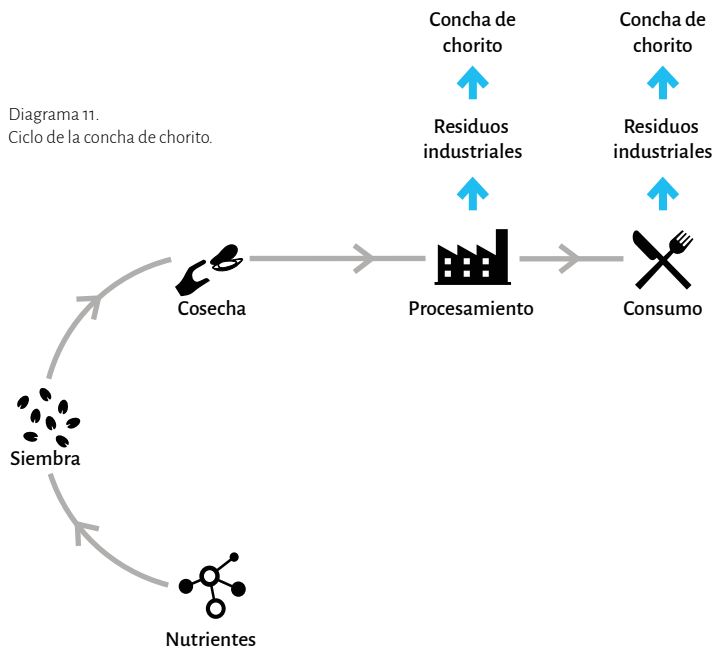 Concha de
chorito
Concha de
chorito
Diagrama 11.
Ciclo de la concha de chorito.
Residuos
industriales
Residuos
industriales
Cosecha
Procesamiento
Consumo
Siembra
Nutrientes